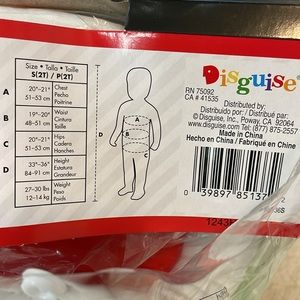 Size • Talla • Taille
S(2T) / P(2T)
A
20"-21"
51-53 cm
Chest
Pecho
Poitrine
B
19"-20"
48-51 cm
Waist
Cintura
Taille
C
20"-21"
51-53 cm
Hips
Cadera
Hanches
D
33"-36"
84-91 cm
Height
Estatura
Grandeur
27-30 lbs
12-14 kg
Weight
Peso
Poids
A
B
C
D
Disguise
RN 75092
CA # 41535
Distributed by:
Distribuido por:
©Disguise, Inc., Poway, CA 92064
www.disguise.com Tel: (877) 875-2557
Made in China
Hecho en China / Fabriqué en Chine
0 39897 85137